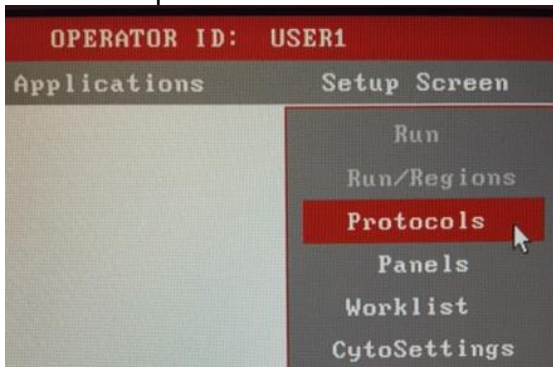 OPERATOR ID: USER1
Applications Setup Screen
Run
Run/Regions
Protocols
Panels
Worklist
CytoSettings